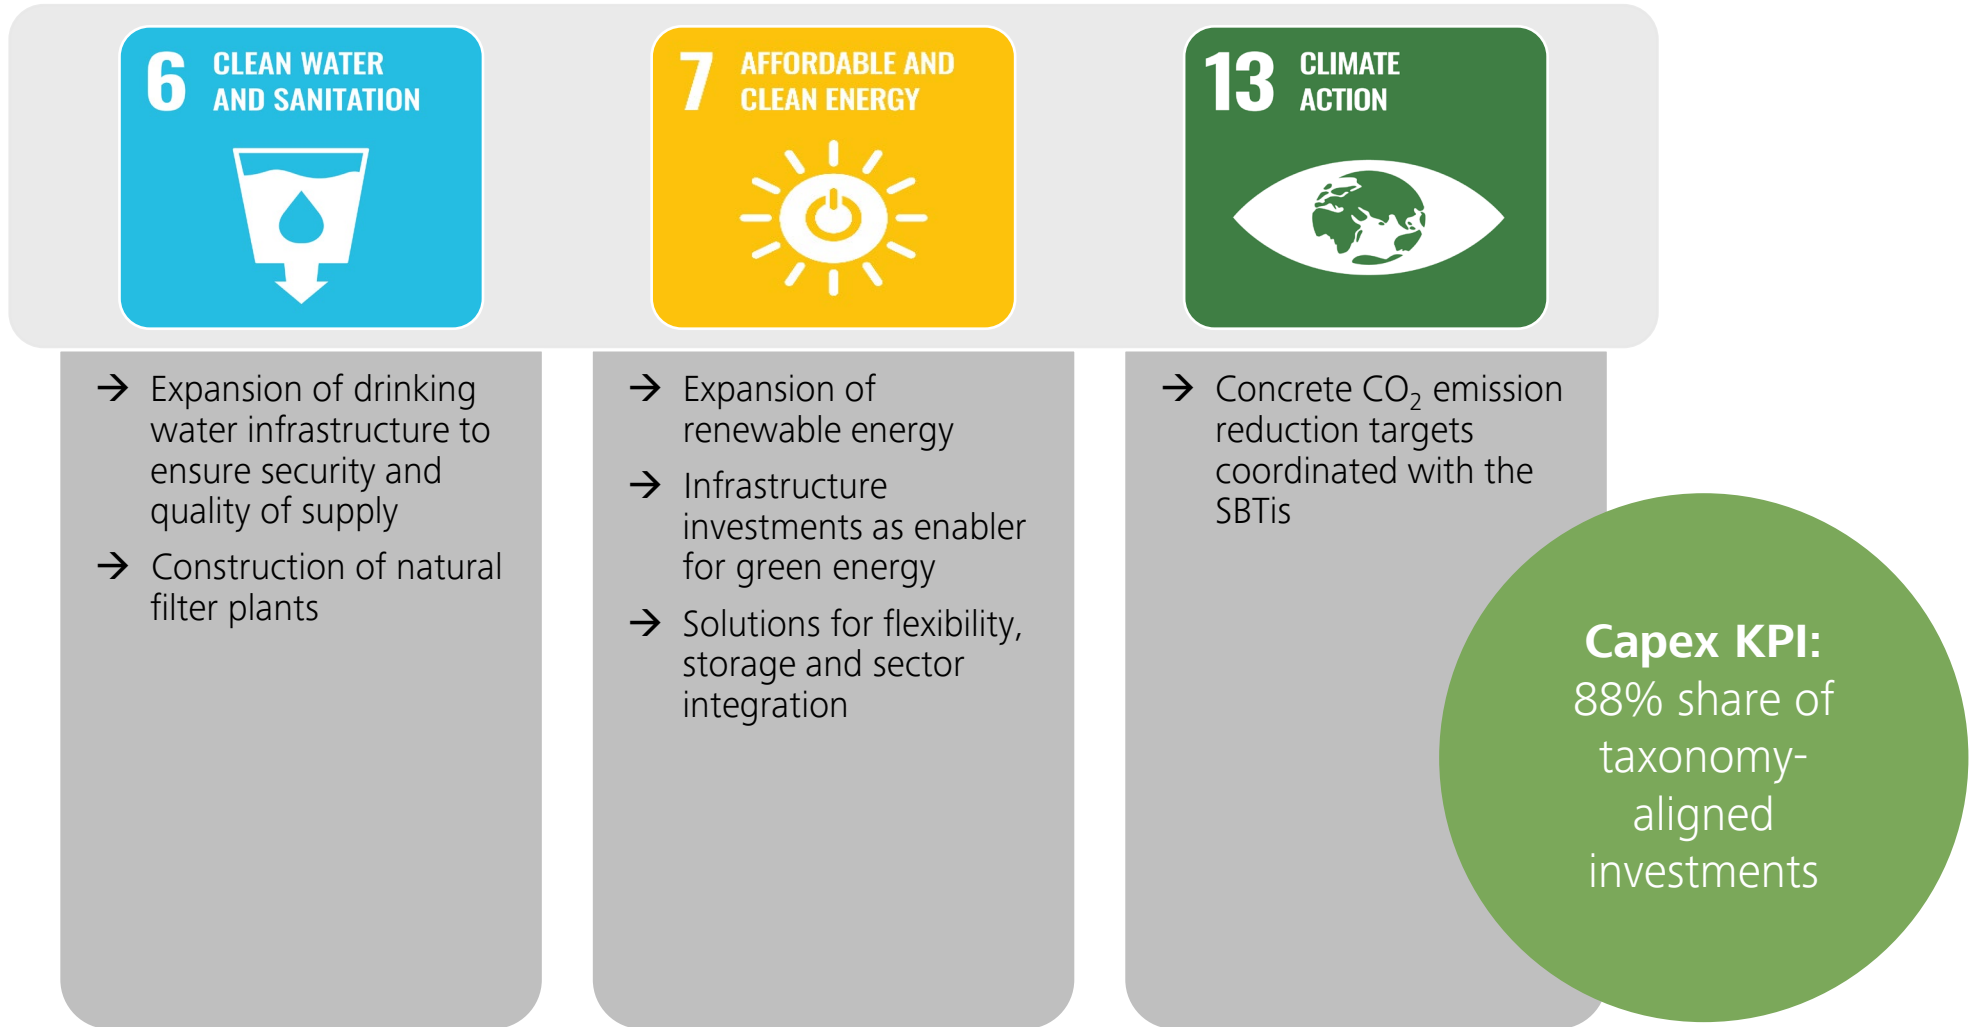 6 CLEAN WATER
AND SANITATION
→ Expansion of drinking
water infrastructure to
ensure security and
quality of supply
→ Construction of natural
filter plants
7 AFFORDABLE AND
CLEAN ENERGY
→ Expansion of
renewable energy
→ Infrastructure
investments as enabler
for green energy
→ Solutions for flexibility,
storage and sector
integration
13 CLIMATE
ACTION
→ Concrete CO₂ emission
reduction targets
coordinated with the
SBTis
Capex KPI:
88% share of
taxonomy-
aligned
investments